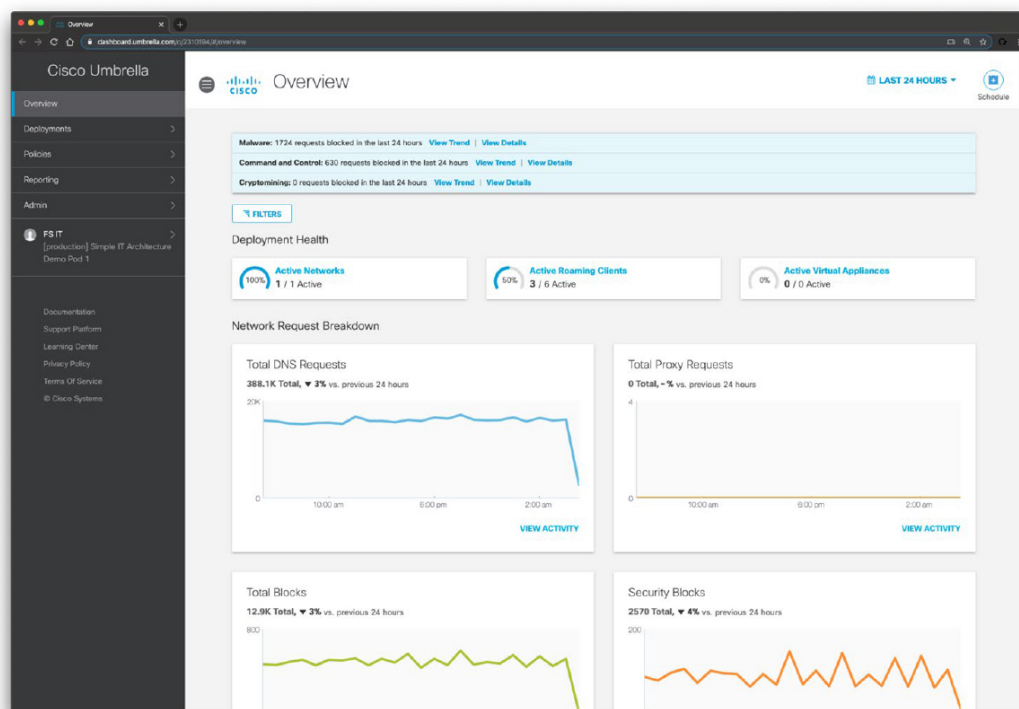 Overview
dashboard.umbrella.com/o/2310194/#/overview
Cisco Umbrella
Overview
Deployments
Policies
Reporting
Admin
FS IT
[production] Simple IT Architecture
Demo Pod 1
Documentation
Support Platform
Learning Center
Privacy Policy
Terms Of Service
© Cisco Systems
CISCO
Overview
LAST 24 HOURS
Schedule
Malware: 1724 requests blocked in the last 24 hours View Trend | View Details
Command and Control: 630 requests blocked in the last 24 hours View Trend | View Details
Cryptomining: 0 requests blocked in the last 24 hours View Trend | View Details
FILTERS
Deployment Health
100% Active Networks
1 / 1 Active
50% Active Roaming Clients
3 / 6 Active
0% Active Virtual Appliances
0 / 0 Active
Network Request Breakdown
Total DNS Requests
388.1K Total, ▼ 3% vs. previous 24 hours
20K
0
10:00 am 6:00 pm 2:00 am
VIEW ACTIVITY
Total Proxy Requests
0 Total, - % vs. previous 24 hours
4
0
10:00 am 6:00 pm 2:00 am
VIEW ACTIVITY
Total Blocks
12.9K Total, ▼ 3% vs. previous 24 hours
800
Security Blocks
2570 Total, ▼ 4% vs. previous 24 hours
200